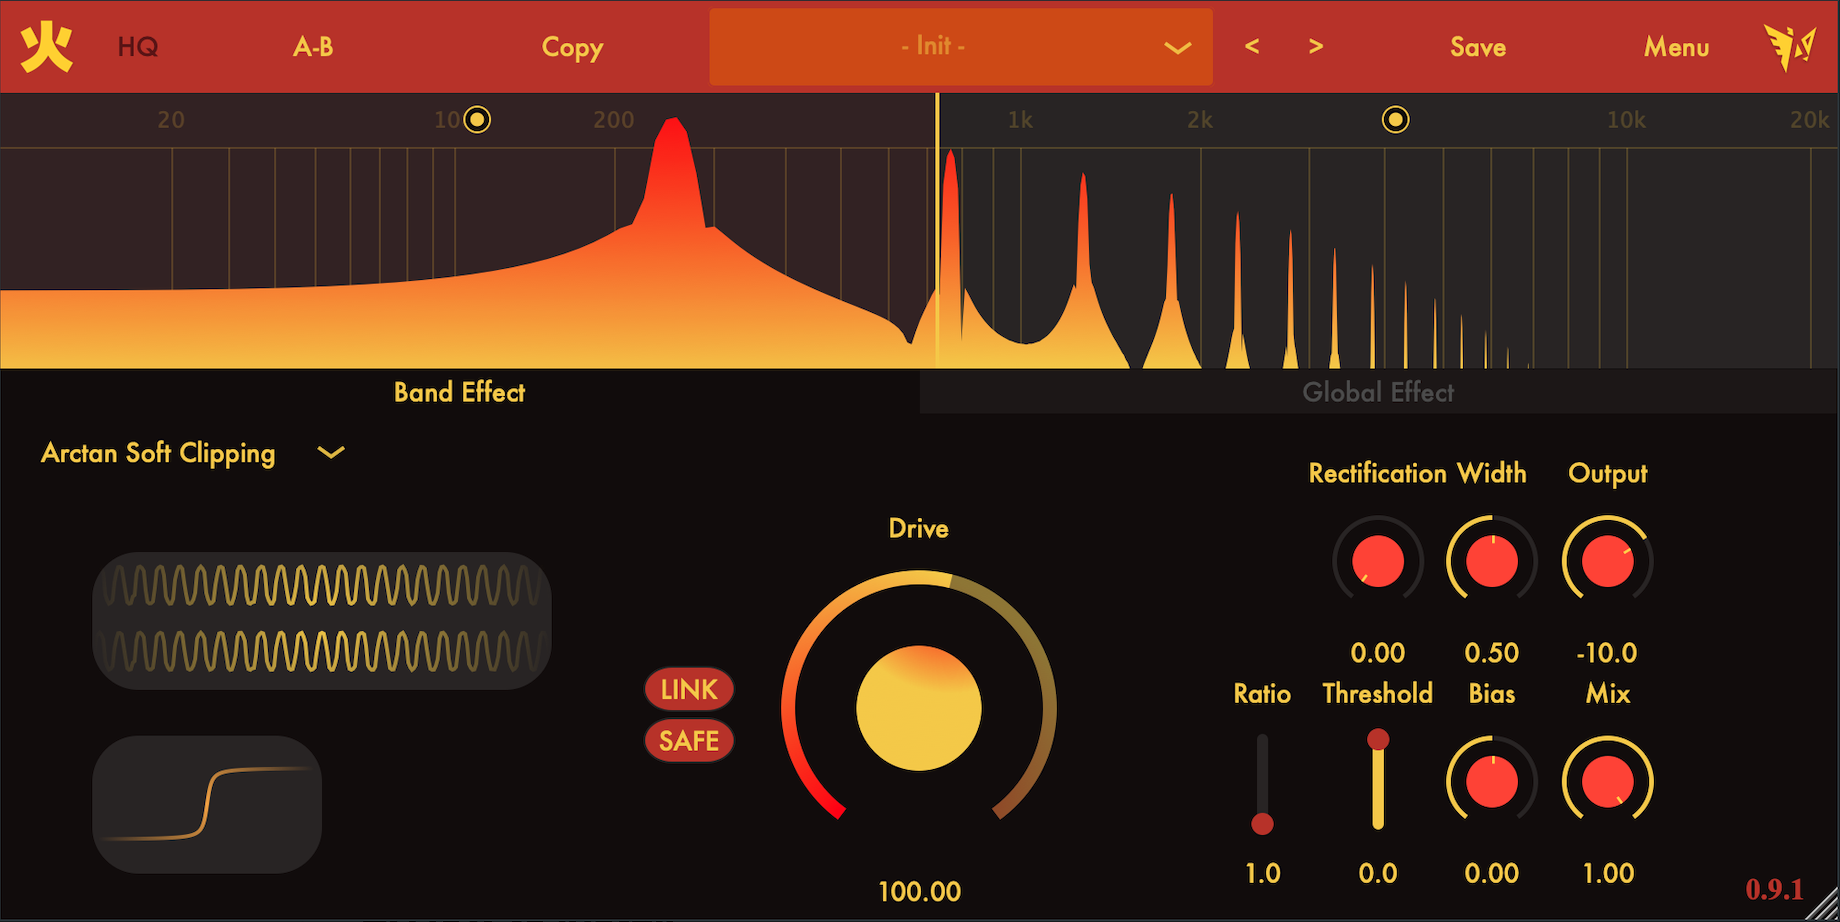 火 HQ A-B Copy - Init - < > Save Menu
20 10 200 1k 2k 10k 20k
Band Effect Global Effect
Arctan Soft Clipping
Rectification Width Output
Drive
0.00 0.50 -10.0
LINK
Ratio Threshold Bias Mix
SAFE
1.0 0.0 0.00 1.00
100.00
0.9.1